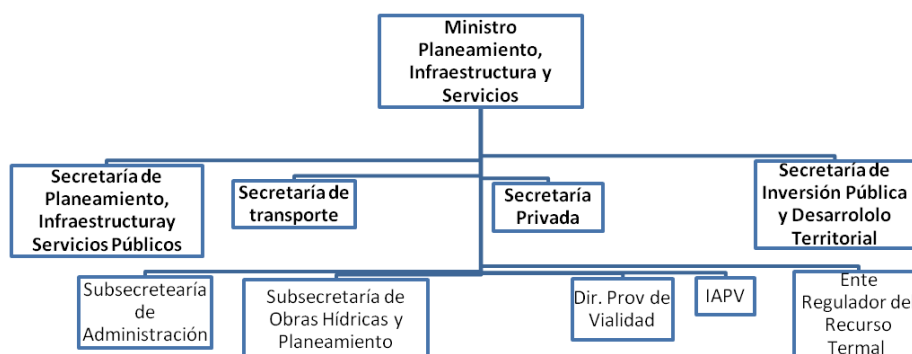 Ministro
Planeamiento,
Infraestructura y
Servicios
Secretaría de
Planeamiento,
Infraestructuray
Servicios Públicos
Secretaría de
transporte
Secretaría
Privada
Secretaría de
Inversión Pública
y Desarrololo
Territorial
Subsecretearía
de
Administración
Subsecretaría de
Obras Hídricas y
Planeamiento
Dir. Prov de
Vialidad
IAPV
Ente
Regulador de
Recurso
Termal